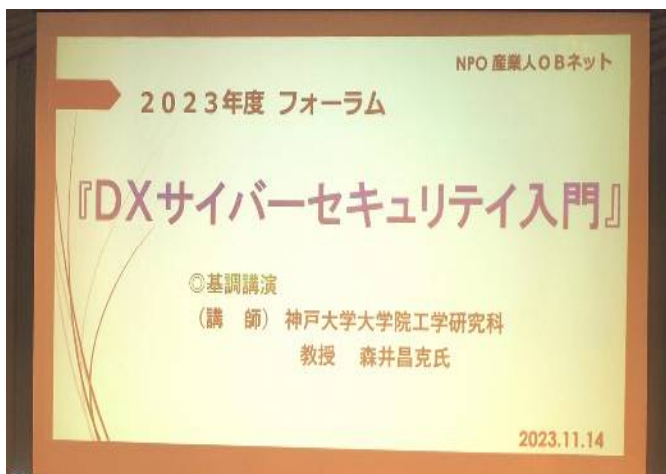 NPO 産業人OBネット
2023年度 フォーラム
『DXサイバーセキュリテイ入門』
◎基調講演
(講 師) 神戸大学大学院工学研究科
教授 森井昌克氏
2023.11.14